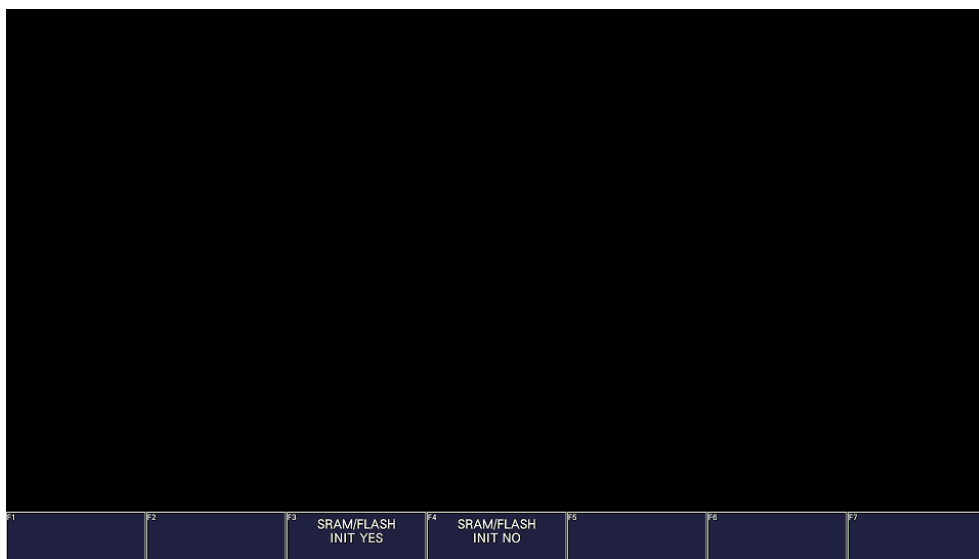 F1
F2
F3
SRAM/FLASH
INIT YES
F4
SRAM/FLASH
INIT NO
F5
F6
F7